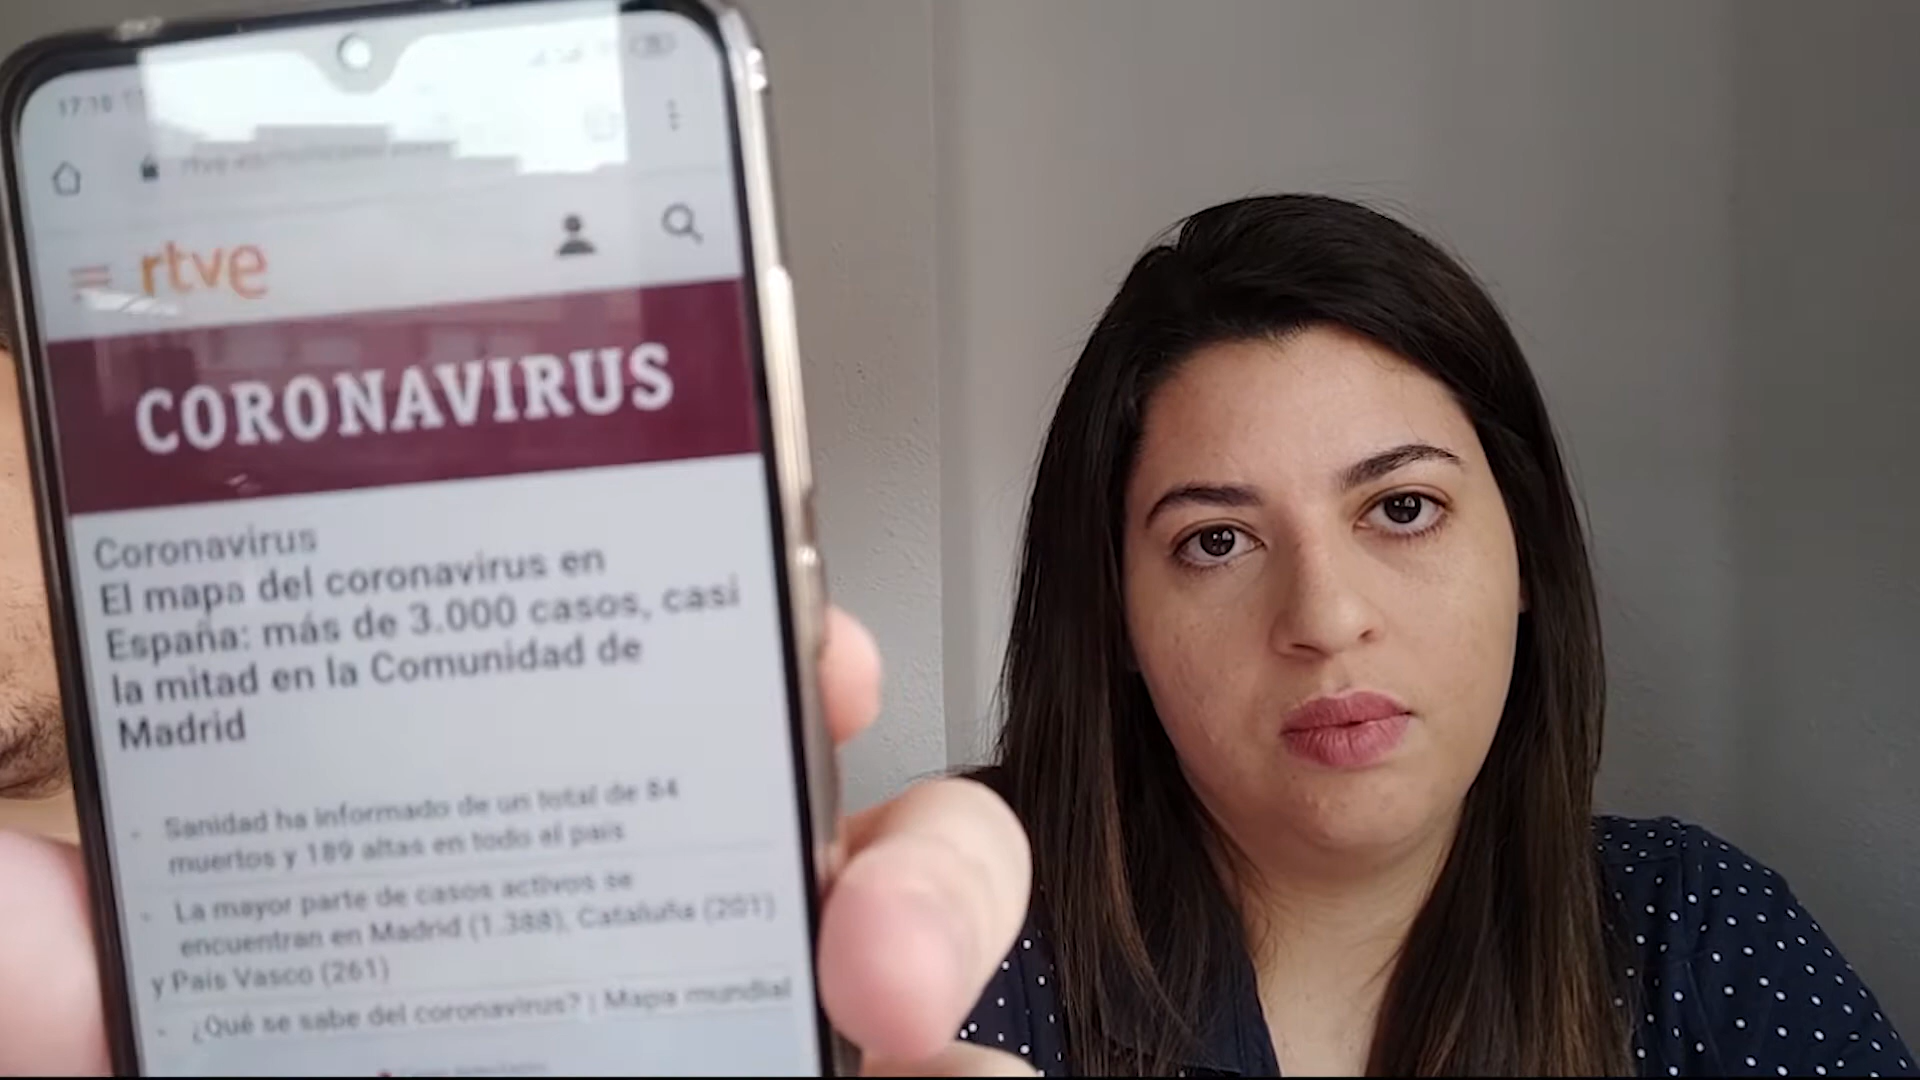 17:10
rtve
CORONAVIRUS
Coronavirus
El mapa del coronavirus en
España: más de 3.000 casos, casi
la mitad en la Comunidad de
Madrid
- Sanidad ha informado de un total de 84
muertos y 189 altas en todo el país
- La mayor parte de casos activos se
encuentran en Madrid (1.388), Cataluña (201)
y País Vasco (261)
- ¿Qué se sabe del coronavirus? | Mapa mundial